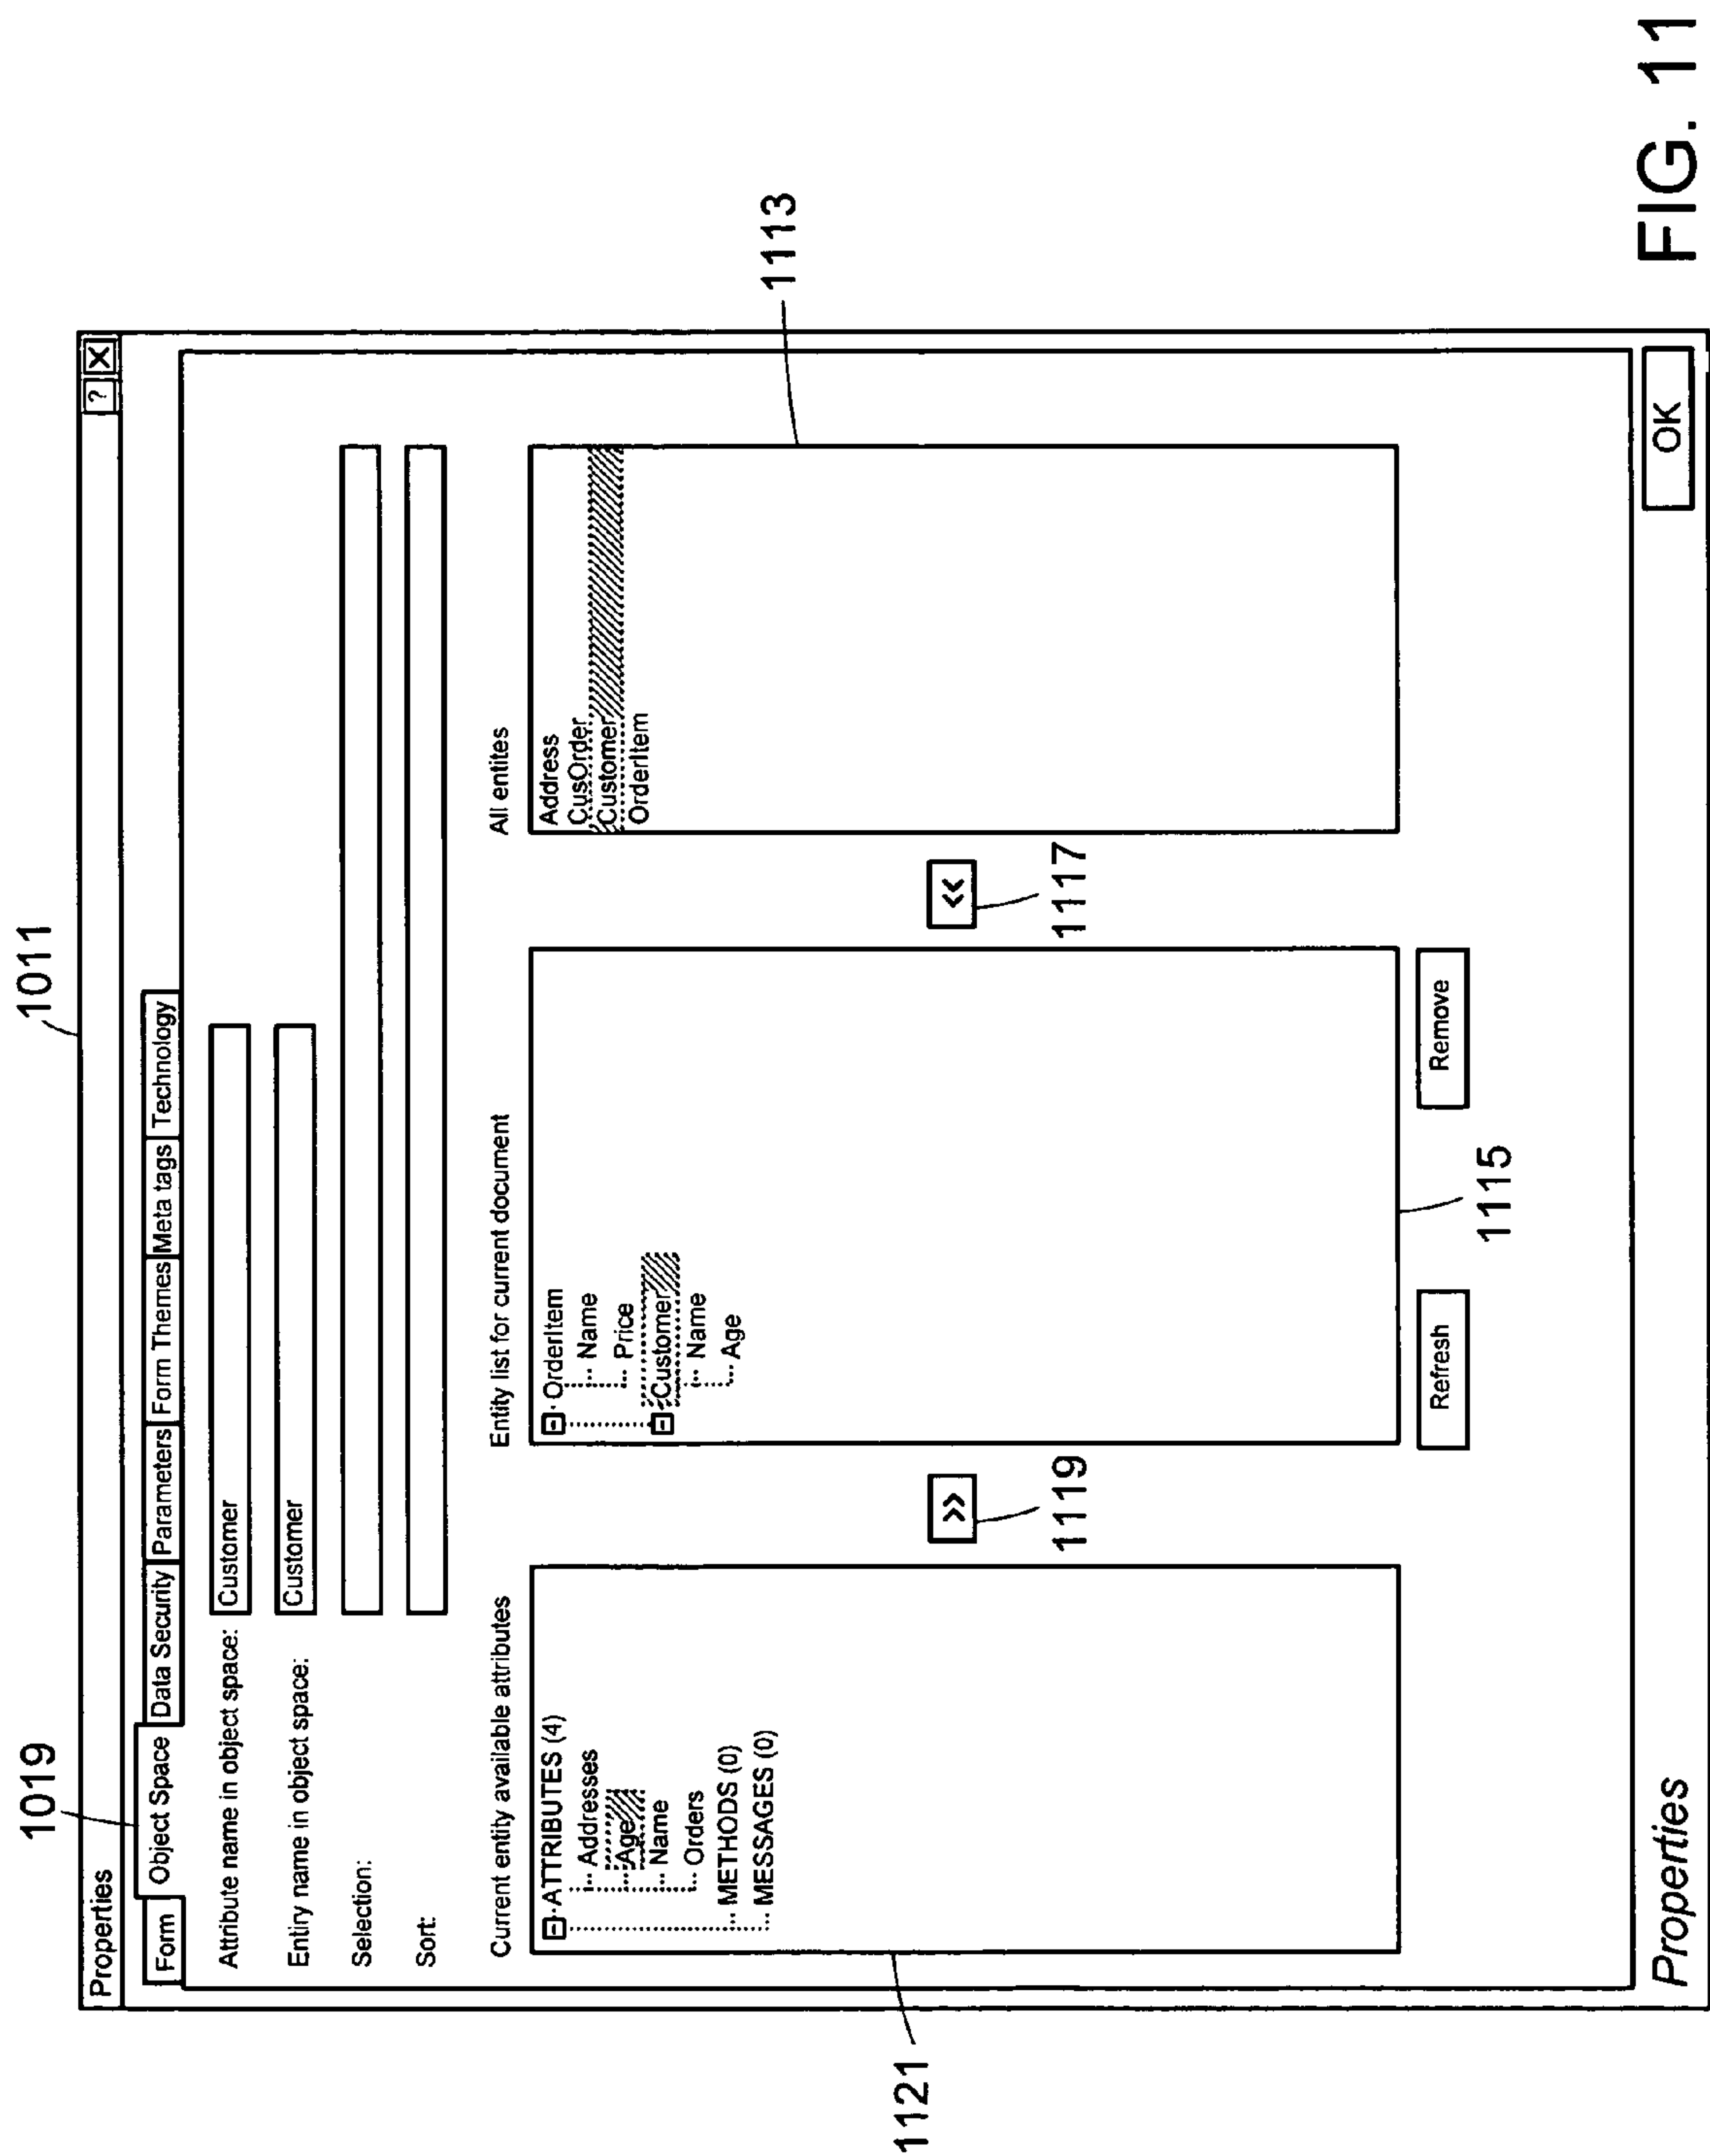 1011
1019
Properties ? X
Form Object Space Data Security Parameters Form Themes Meta tags Technology
Attribute name in object space: Customer
Entiry name in object space: Customer
Selection:
Sort:
Current entity available attributes
ATTRIBUTES (4)
Addresses
Age
Name
Orders
METHODS (0)
MESSAGES (0)
1121
>>
1119
Entity list for current document
OrderItem
Name
Price
Customer
Name
Age
Refresh
Remove
1115
<<
1117
All entites
Address
CusOrder
Customer
OrderItem
1113
Properties
OK
FIG. 11